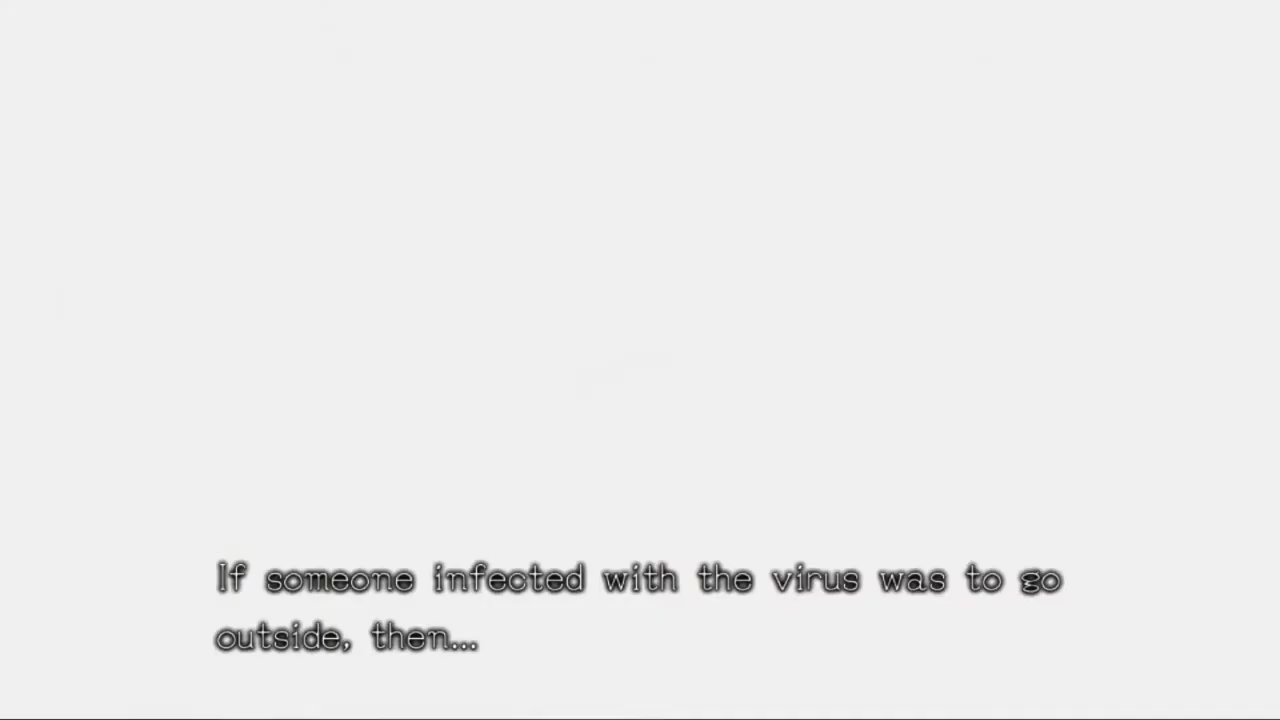 If someone infected with the virus was to go
outside, then...